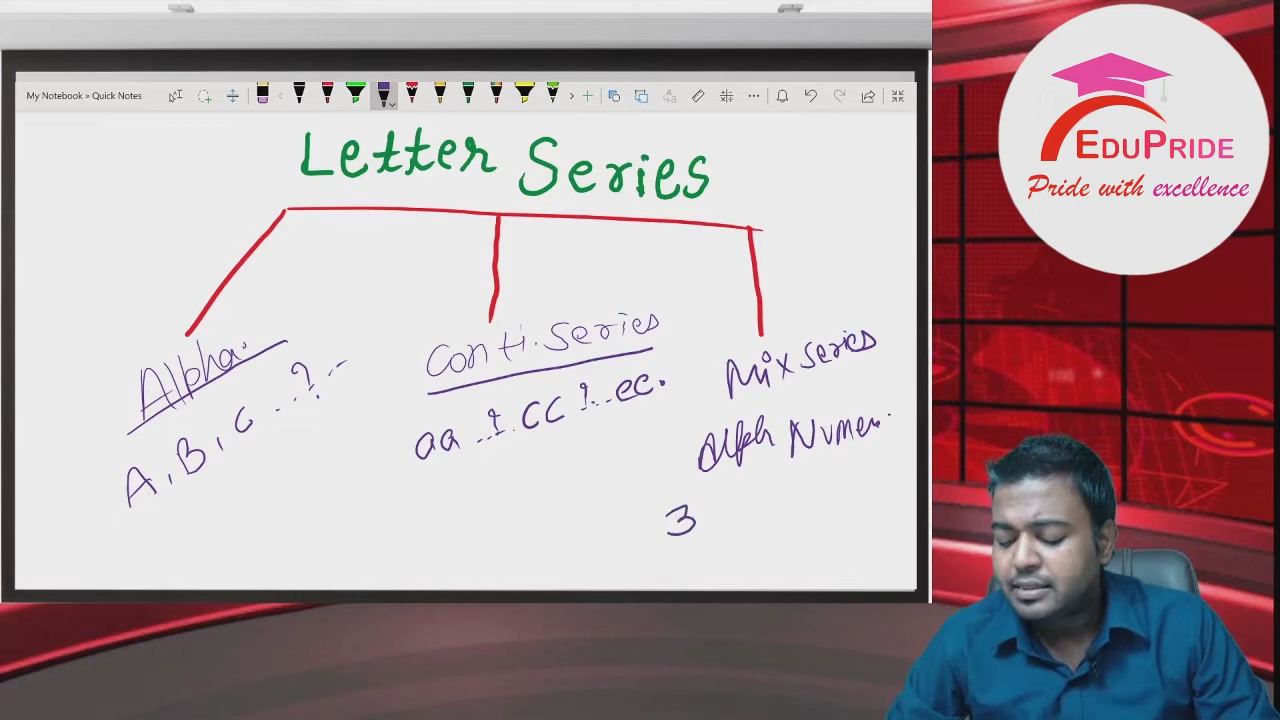 My Notebook » Quick Notes
Letter Series
Alpha.
A, B, C ...?...
Conti. Series
aa ..?.. cc ?... ec.
Mix Series
Alph Numer.
3
EDUPRIDE
Pride with excellence